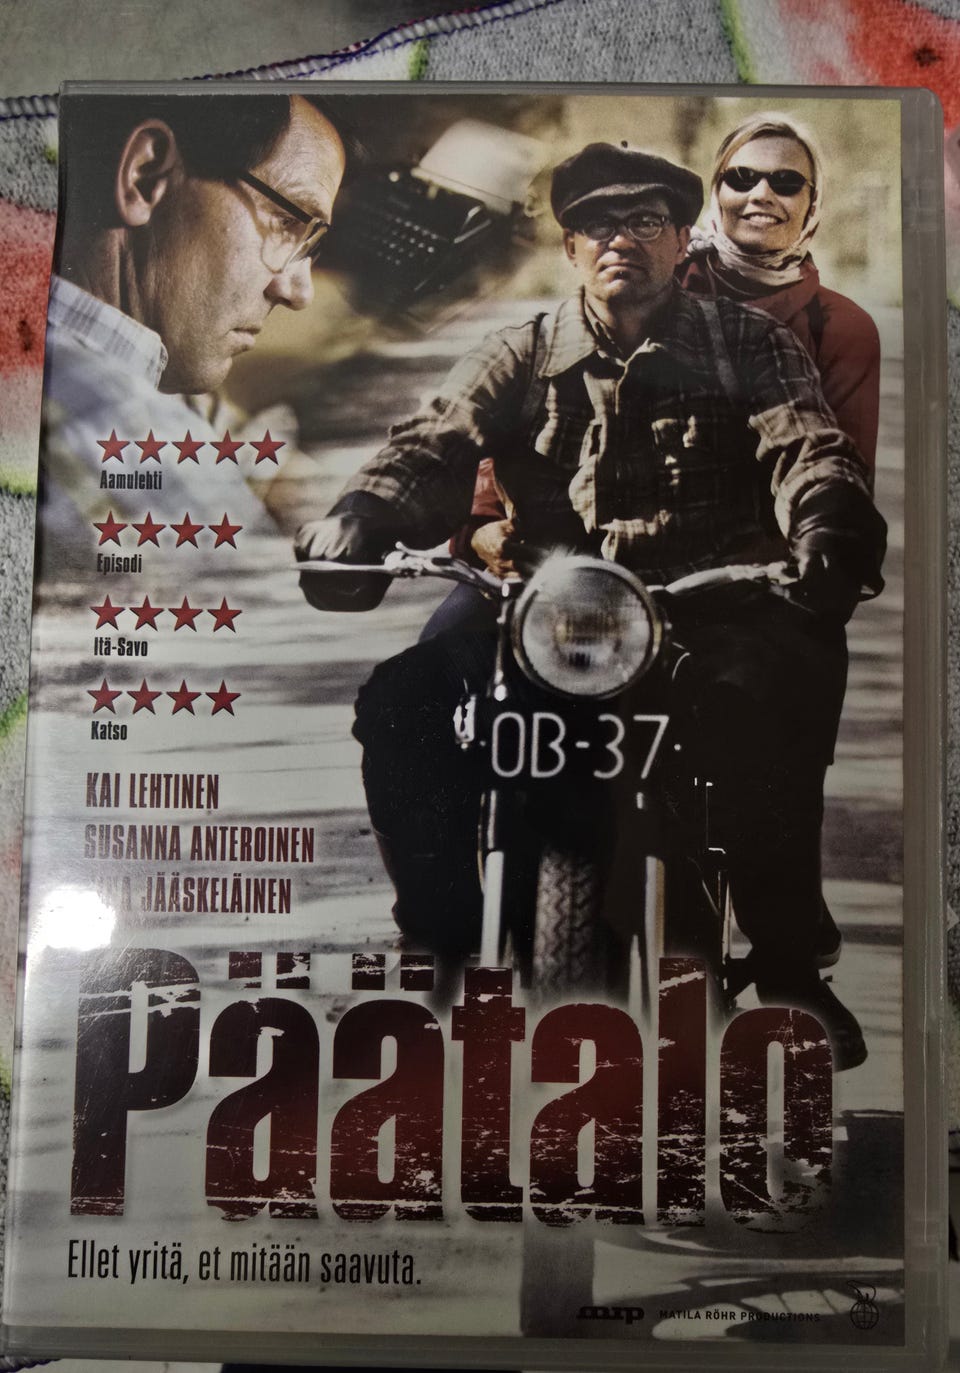 Aamulehti
Episodi
Itä-Savo
Katso
KAI LEHTINEN
SUSANNA ANTEROINEN
JÄÄSKELÄINEN
OB-37
Päätalo
Ellet yritä, et mitään saavuta.
mrp MATILA RÖHR PRODUCTIONS